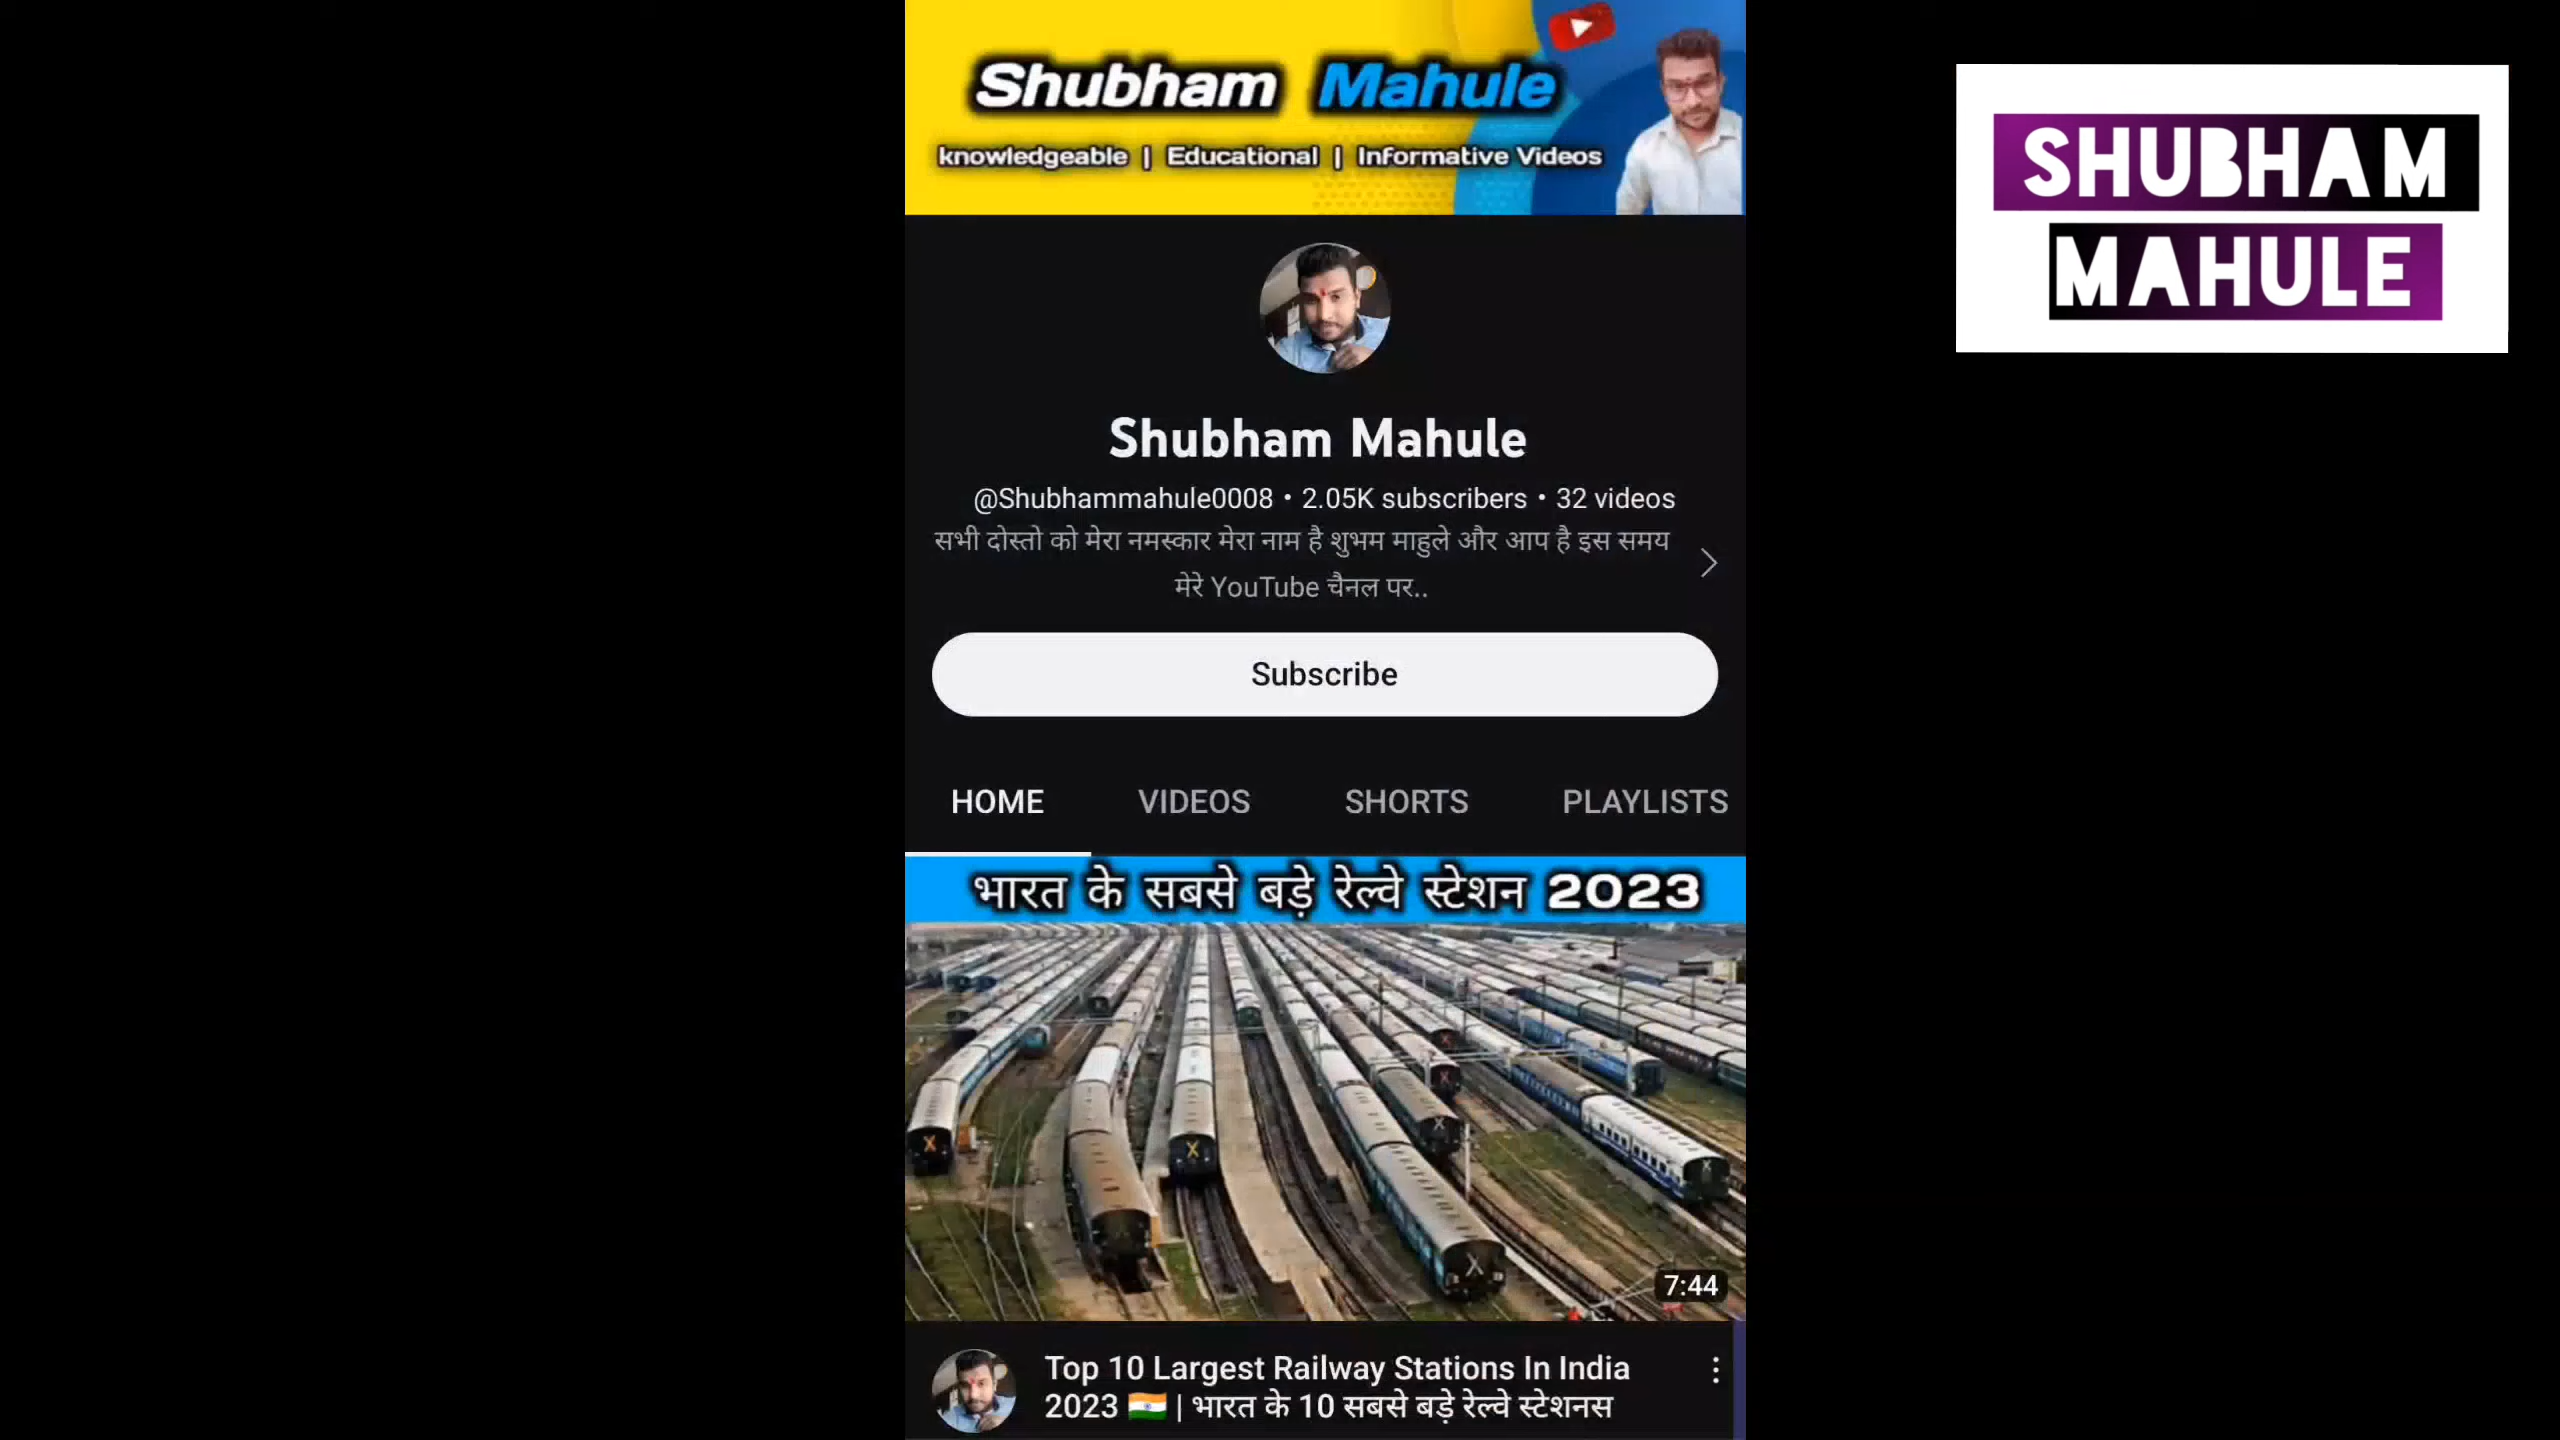 Shubham Mahule
knowledgeable | Educational | Informative Videos
SHUBHAM
MAHULE
Shubham Mahule
@Shubhammahule0008 • 2.05K subscribers • 32 videos
सभी दोस्तो को मेरा नमस्कार मेरा नाम है शुभम माहुले और आप है इस समय
मेरे YouTube चैनल पर..
Subscribe
HOME VIDEOS SHORTS PLAYLISTS
भारत के सबसे बड़े रेल्वे स्टेशन 2023
7:44
Top 10 Largest Railway Stations In India
2023 🇮🇳 | भारत के 10 सबसे बड़े रेल्वे स्टेशनस